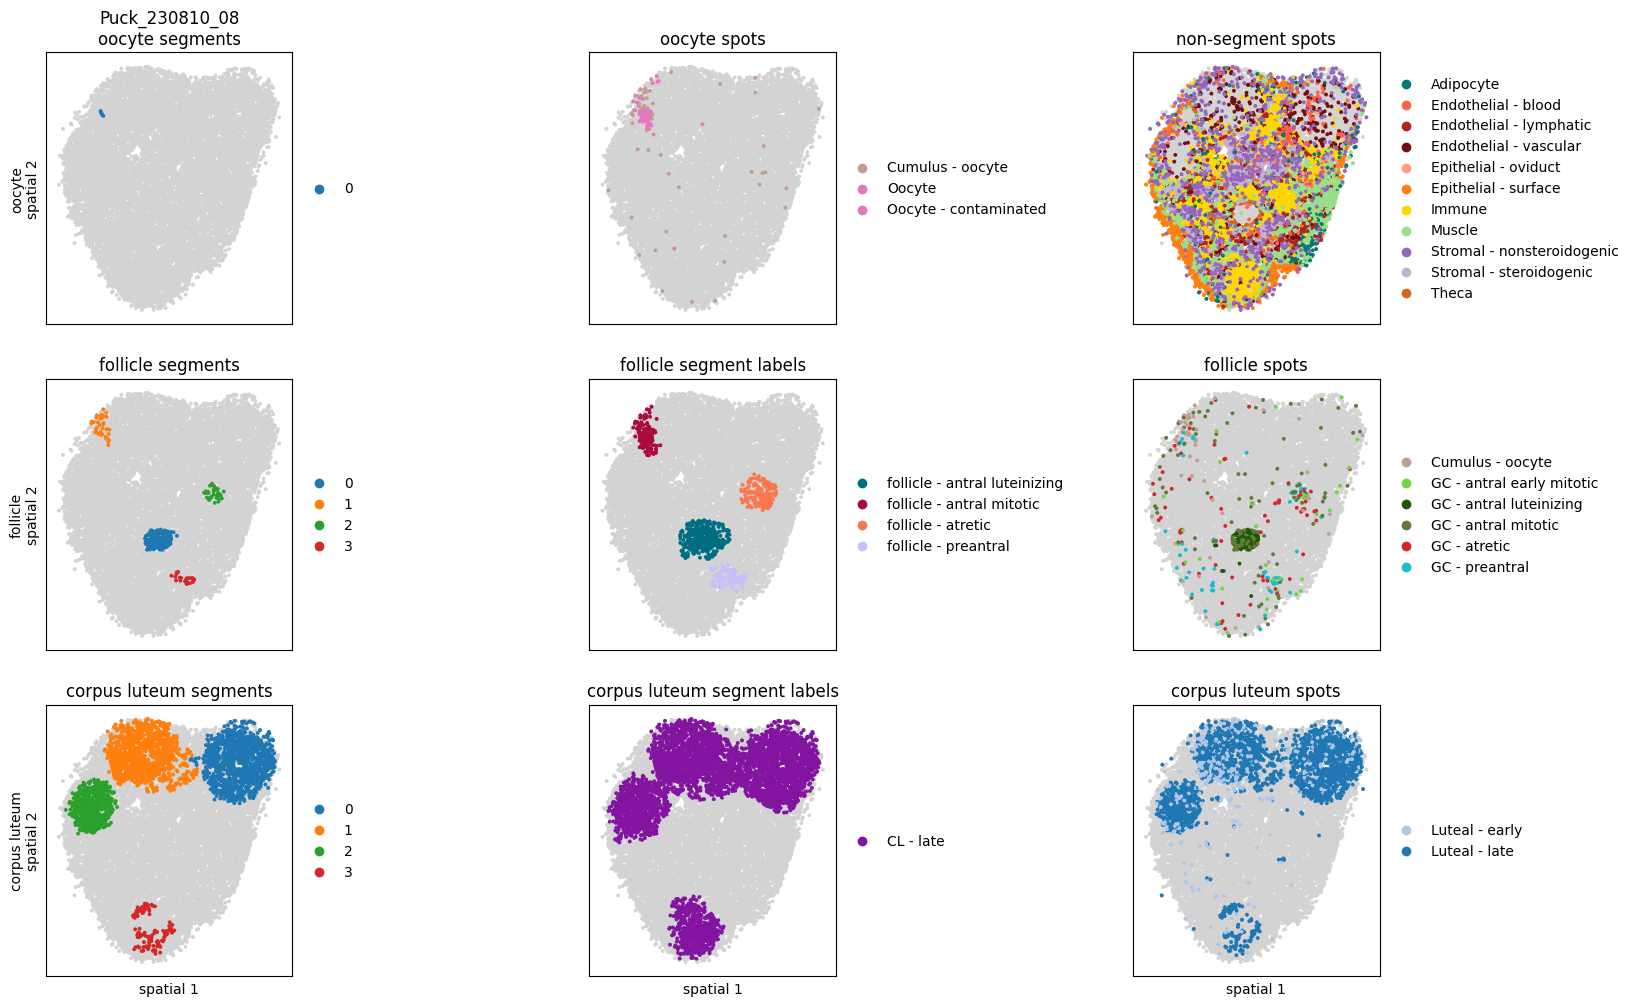 Puck_230810_08
oocyte segments
oocyte spots
non-segment spots
oocyte
spatial 2
0
Cumulus - oocyte
Oocyte
Oocyte - contaminated
Adipocyte
Endothelial - blood
Endothelial - lymphatic
Endothelial - vascular
Epithelial - oviduct
Epithelial - surface
Immune
Muscle
Stromal - nonsteroidogenic
Stromal - steroidogenic
Theca
follicle segments
follicle segment labels
follicle spots
follicle
spatial 2
0
1
2
3
follicle - antral luteinizing
follicle - antral mitotic
follicle - atretic
follicle - preantral
Cumulus - oocyte
GC - antral early mitotic
GC - antral luteinizing
GC - antral mitotic
GC - atretic
GC - preantral
corpus luteum segments
corpus luteum segment labels
corpus luteum spots
corpus luteum
spatial 2
0
1
2
3
CL - late
Luteal - early
Luteal - late
spatial 1
spatial 1
spatial 1